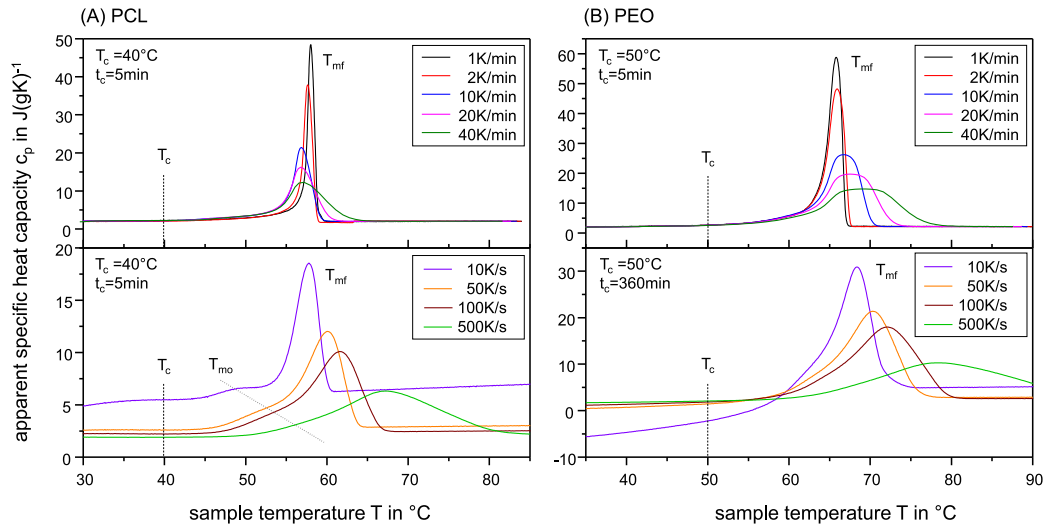 (A) PCL
(B) PEO
apparent specific heat capacity cp in J(gK)-1
50
40
30
20
10
0
Tc =40°C
tc=5min
Tmf
Tc
1K/min
2K/min
10K/min
20K/min
40K/min
60
45
30
15
0
Tc =50°C
tc=5min
Tmf
Tc
1K/min
2K/min
10K/min
20K/min
40K/min
20
15
10
5
0
Tc =40°C
tc=5min
Tmf
Tc
Tmo
10K/s
50K/s
100K/s
500K/s
30
40
50
60
70
80
sample temperature T in °C
30
20
10
0
-10
Tc =50°C
tc=360min
Tmf
Tc
10K/s
50K/s
100K/s
500K/s
40
50
60
70
80
90
sample temperature T in °C